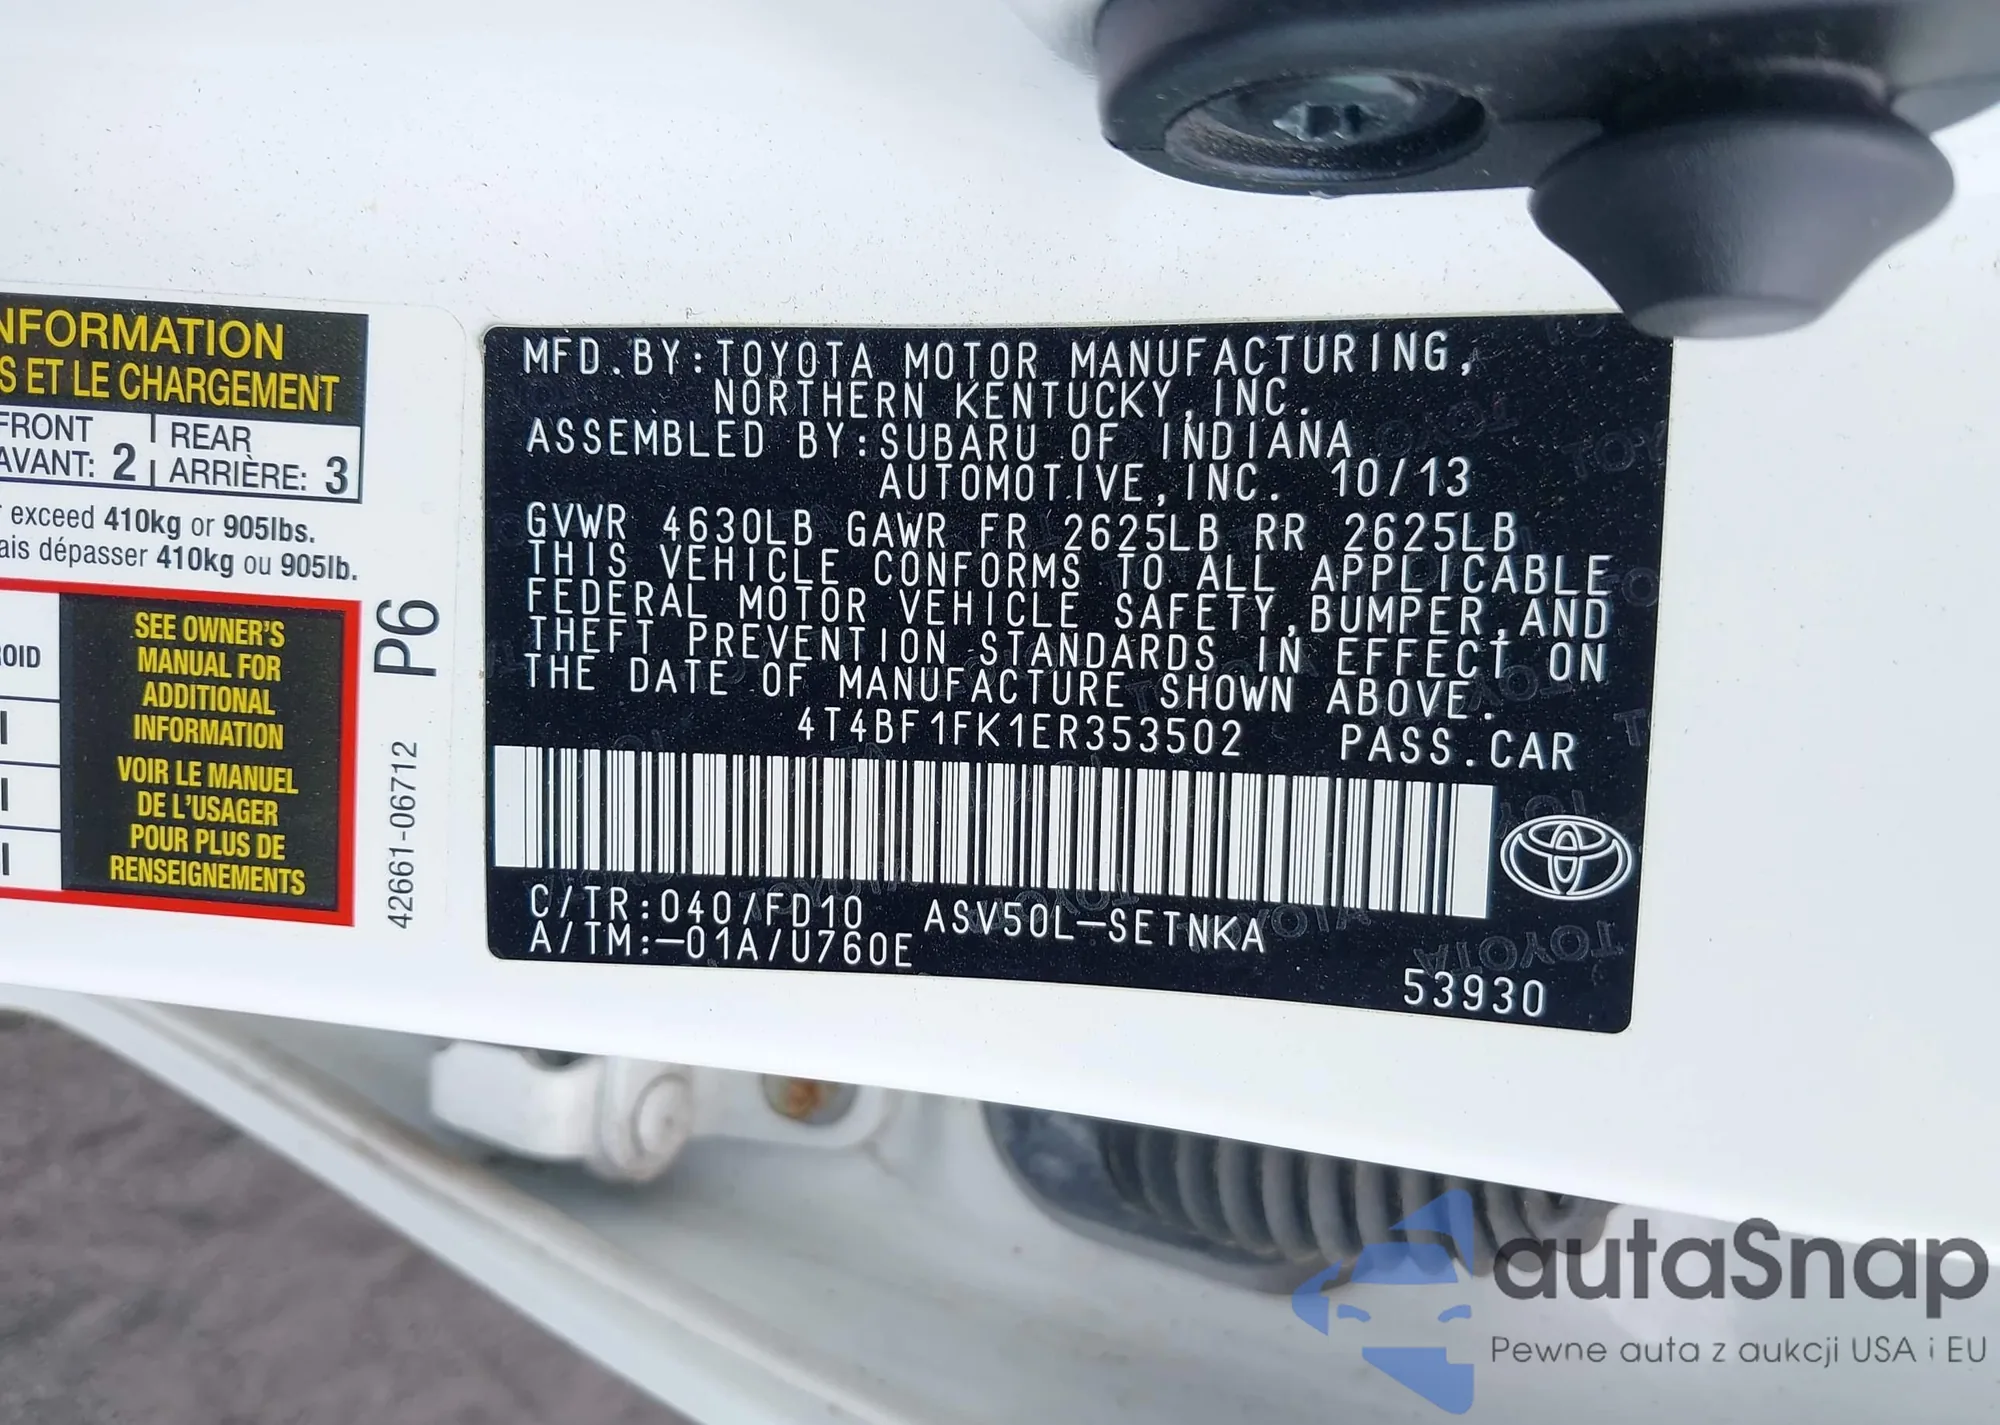 NFORMATION
S ET LE CHARGEMENT
FRONT | REAR
AVANT: 2 | ARRIÈRE: 3
exceed 410kg or 905lbs.
ais dépasser 410kg ou 905lb.
OID
SEE OWNER'S
MANUAL FOR
ADDITIONAL
INFORMATION
VOIR LE MANUEL
DE L'USAGER
POUR PLUS DE
RENSEIGNEMENTS
P6
42661-06712
MFD.BY:TOYOTA MOTOR MANUFACTURING,
NORTHERN KENTUCKY,INC.
ASSEMBLED BY:SUBARU OF INDIANA
AUTOMOTIVE,INC. 10/13
GVWR 4630LB GAWR FR 2625LB RR 2625LB
THIS VEHICLE CONFORMS TO ALL APPLICABLE
FEDERAL MOTOR VEHICLE SAFETY,BUMPER,AND
THEFT PREVENTION STANDARDS IN EFFECT ON
THE DATE OF MANUFACTURE SHOWN ABOVE.
4T4BF1FK1ER353502 PASS.CAR
C/TR:040/FD10 ASV50L-SETNKA
A/TM:-01A/U760E
53930
autaSnap
Pewne auta z aukcji USA i EU